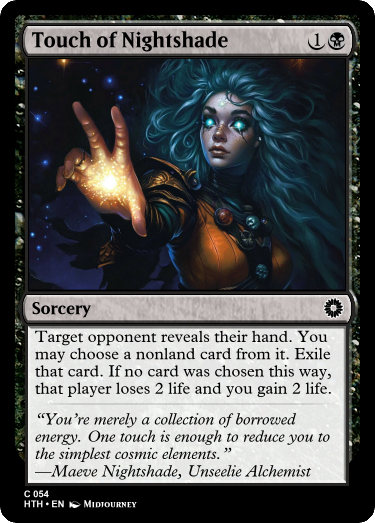 Touch of Nightshade 1
Sorcery
Target opponent reveals their hand. You
may choose a nonland card from it. Exile
that card. If no card was chosen this way,
that player loses 2 life and you gain 2 life.
“You’re merely a collection of borrowed
energy. One touch is enough to reduce you to
the simplest cosmic elements.”
—Maeve Nightshade, Unseelie Alchemist
C 054
HTH • EN Midjourney